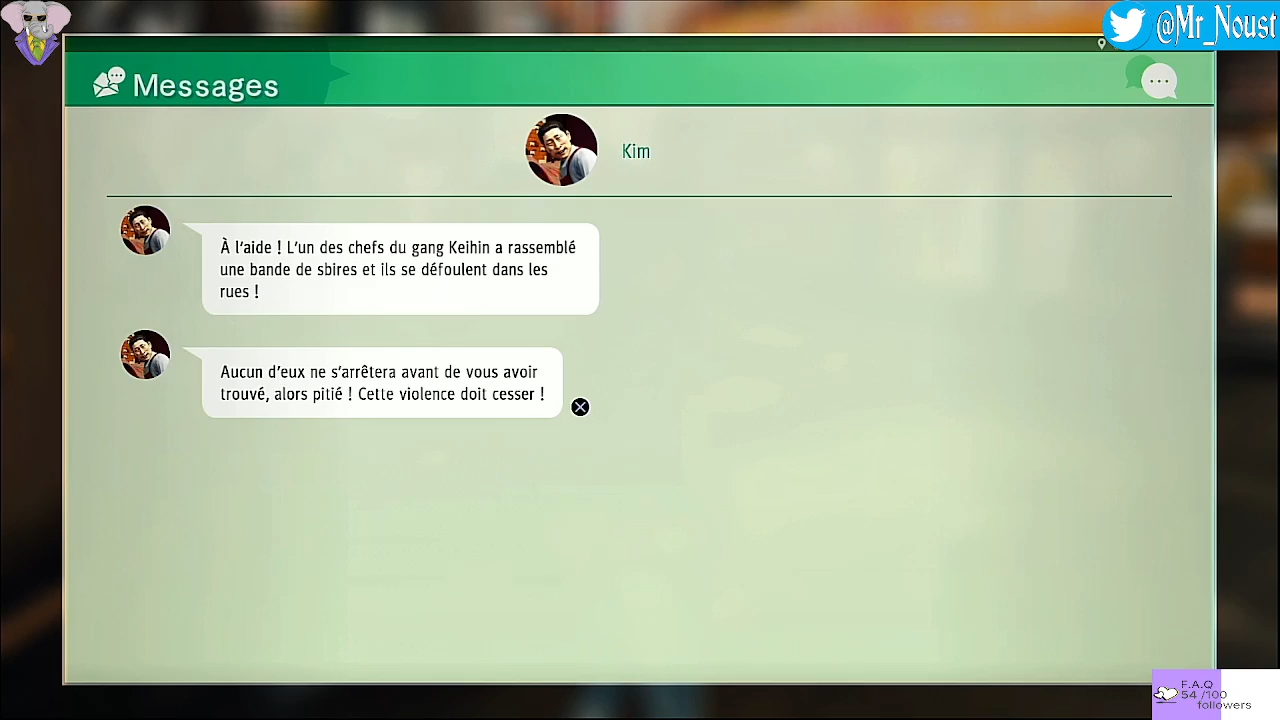 @Mr_Noust
Messages
Kim
À l'aide ! L'un des chefs du gang Keihin a rassemblé
une bande de sbires et ils se défoulent dans les
rues !
Aucun d'eux ne s'arrêtera avant de vous avoir
trouvé, alors pitié ! Cette violence doit cesser !
F.A.Q
54 /100
followers